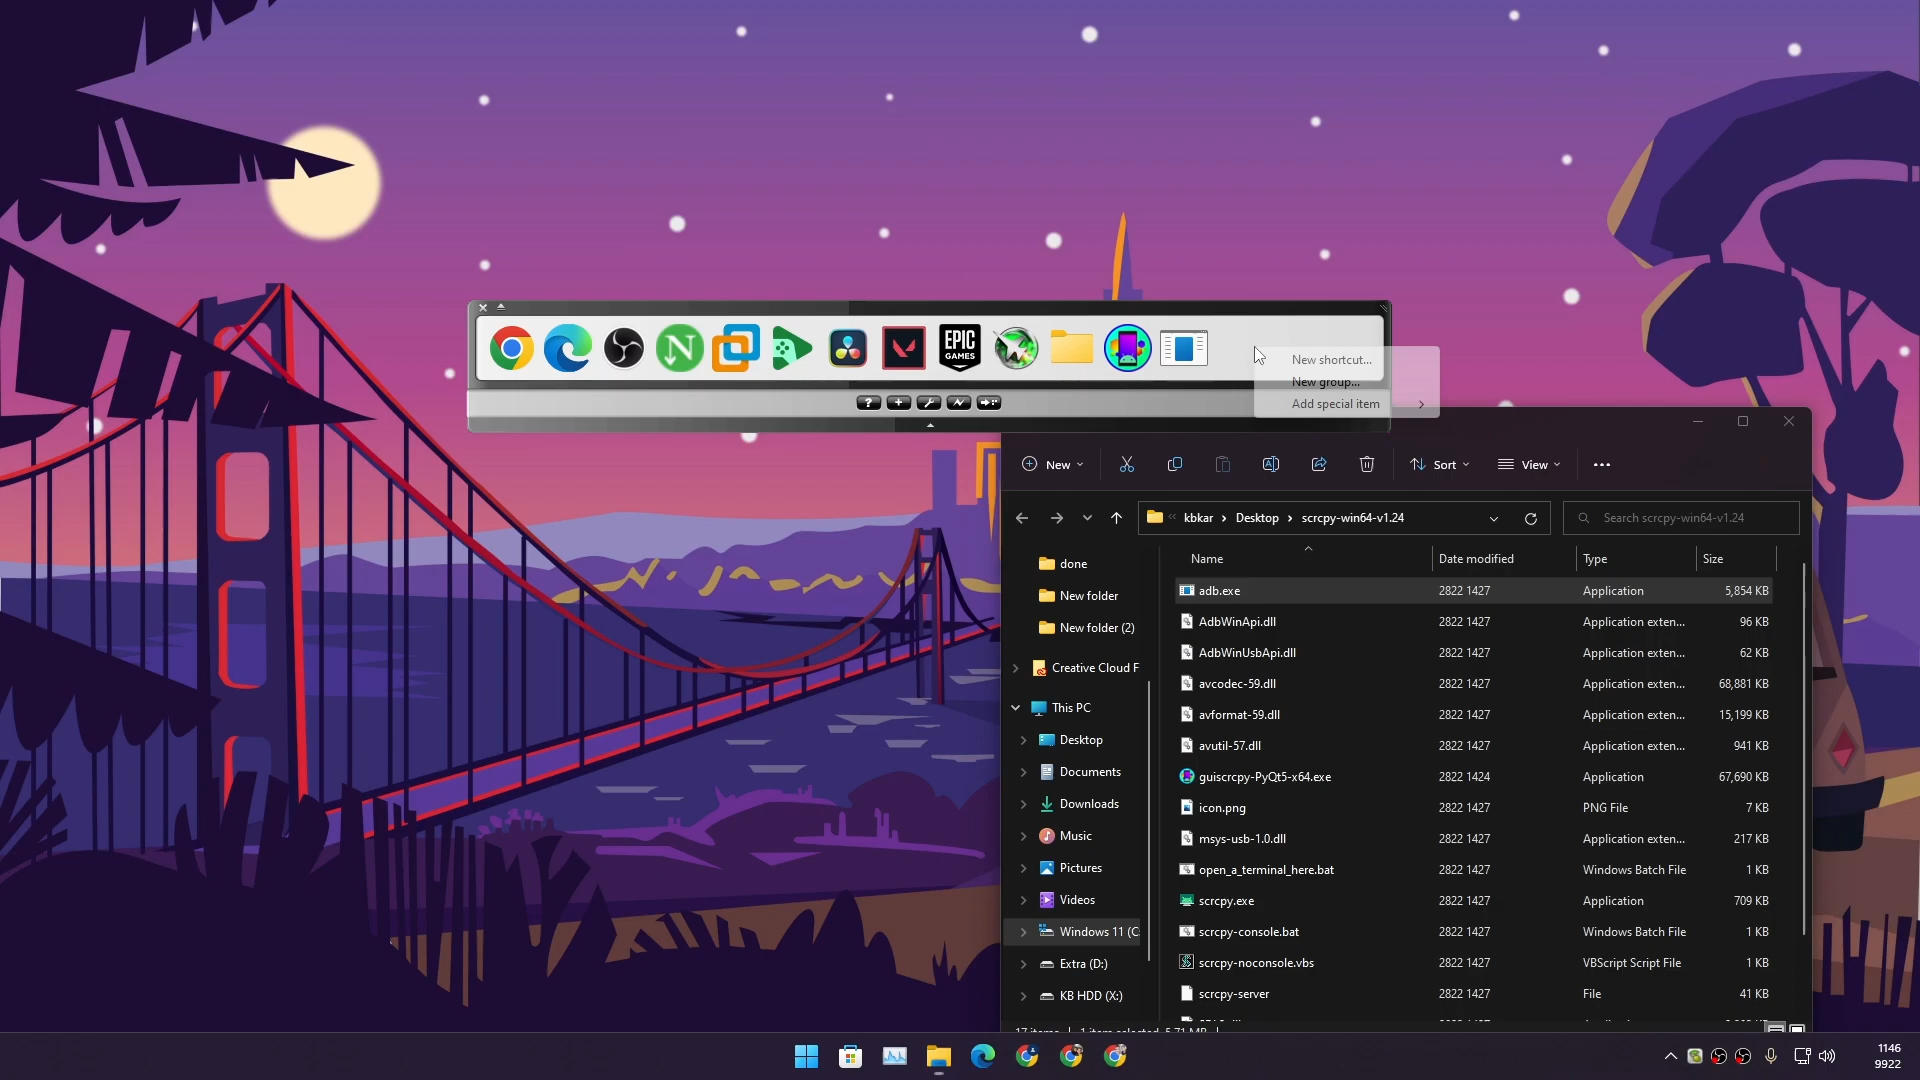 EPIC
GAMES
New shortcut...
New group...
Add special item
New
Sort
View
kbkar
Desktop
scrcpy-win64-v1.24
Search scrcpy-win64-v1.24
done
New folder
New folder (2)
Creative Cloud F
This PC
Desktop
Documents
Downloads
Music
Pictures
Videos
Windows 11 (C:
Extra (D:)
KB HDD (X:)
Name Date modified Type Size
adb.exe 2822 1427 Application 5,854 KB
AdbWinApi.dll 2822 1427 Application exten... 96 KB
AdbWinUsbApi.dll 2822 1427 Application exten... 62 KB
avcodec-59.dll 2822 1427 Application exten... 68,881 KB
avformat-59.dll 2822 1427 Application exten... 15,199 KB
avutil-57.dll 2822 1427 Application exten... 941 KB
guiscrcpy-PyQt5-x64.exe 2822 1424 Application 67,690 KB
icon.png 2822 1427 PNG File 7 KB
msys-usb-1.0.dll 2822 1427 Application exten... 217 KB
open_a_terminal_here.bat 2822 1427 Windows Batch File 1 KB
scrcpy.exe 2822 1427 Application 709 KB
scrcpy-console.bat 2822 1427 Windows Batch File 1 KB
scrcpy-noconsole.vbs 2822 1427 VBScript Script File 1 KB
scrcpy-server 2822 1427 File 41 KB
17 items 1 item selected 5.71 MB
1146
9922